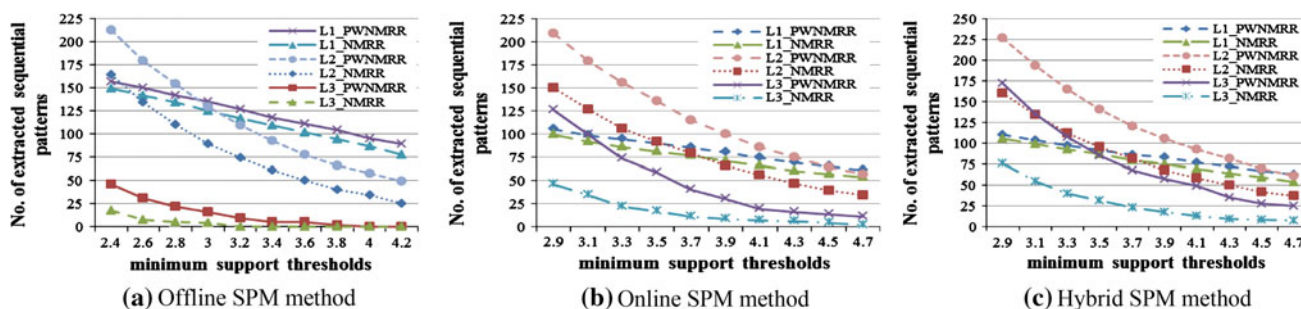 No. of extracted sequential patterns
225
200
175
150
125
100
75
50
25
0
L1_PWNMRR
L1_NMRR
L2_PWNMRR
L2_NMRR
L3_PWNMRR
L3_NMRR
2.4 2.6 2.8 3 3.2 3.4 3.6 3.8 4 4.2
minimum support thresholds
(a) Offline SPM method
No. of extracted sequential patterns
225
200
175
150
125
100
75
50
25
0
L1_PWNMRR
L1_NMRR
L2_PWNMRR
L2_NMRR
L3_PWNMRR
L3_NMRR
2.9 3.1 3.3 3.5 3.7 3.9 4.1 4.3 4.5 4.7
minimum support thresholds
(b) Online SPM method
No. of extracted sequential patterns
250
225
200
175
150
125
100
75
50
25
0
L1_PWNMRR
L1_NMRR
L2_PWNMRR
L2_NMRR
L3_PWNMRR
L3_NMRR
2.9 3.1 3.3 3.5 3.7 3.9 4.1 4.3 4.5 4.7
minimum support thresholds
(c) Hybrid SPM method